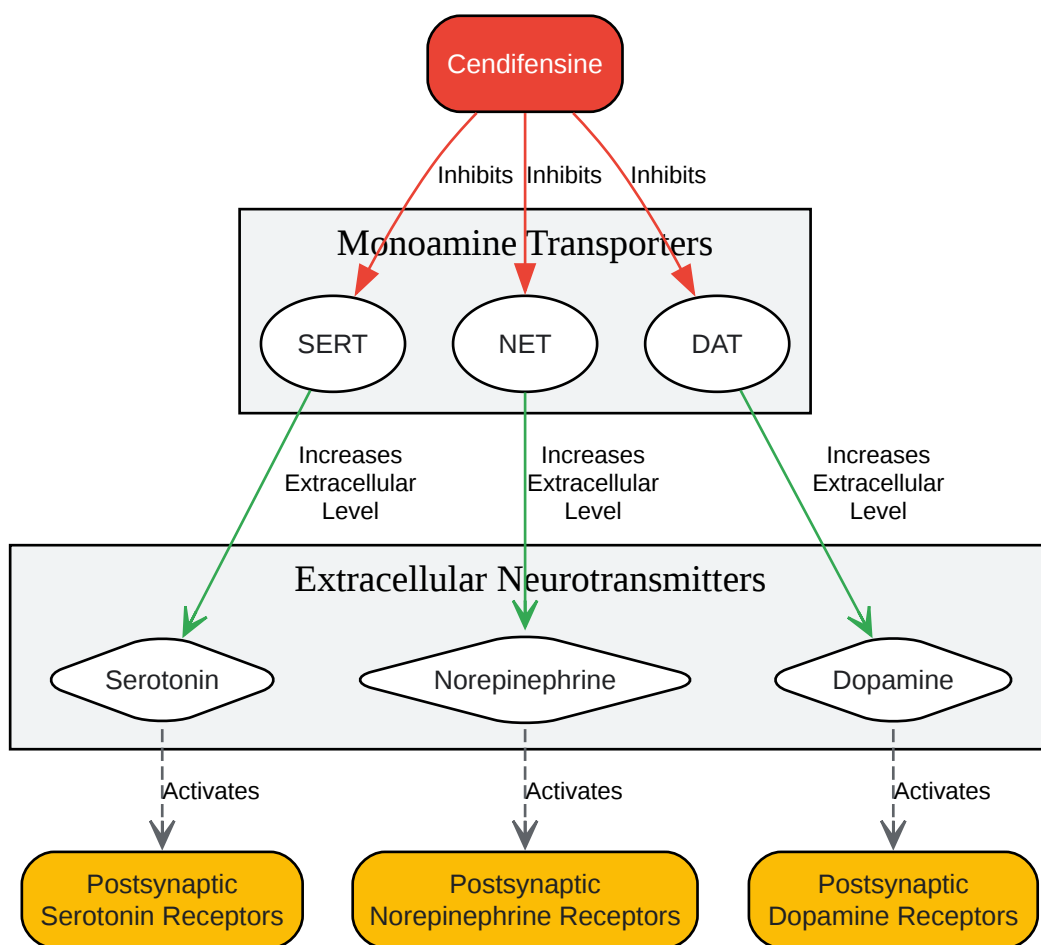 Cendifensine
Inhibits Inhibits Inhibits
Monoamine Transporters
SERT NET DAT
Increases Increases Increases
Extracellular Extracellular Extracellular
Level Level Level
Extracellular Neurotransmitters
Serotonin Norepinephrine Dopamine
Activates Activates Activates
Postsynaptic Postsynaptic Postsynaptic
Serotonin Receptors Norepinephrine Receptors Dopamine Receptors